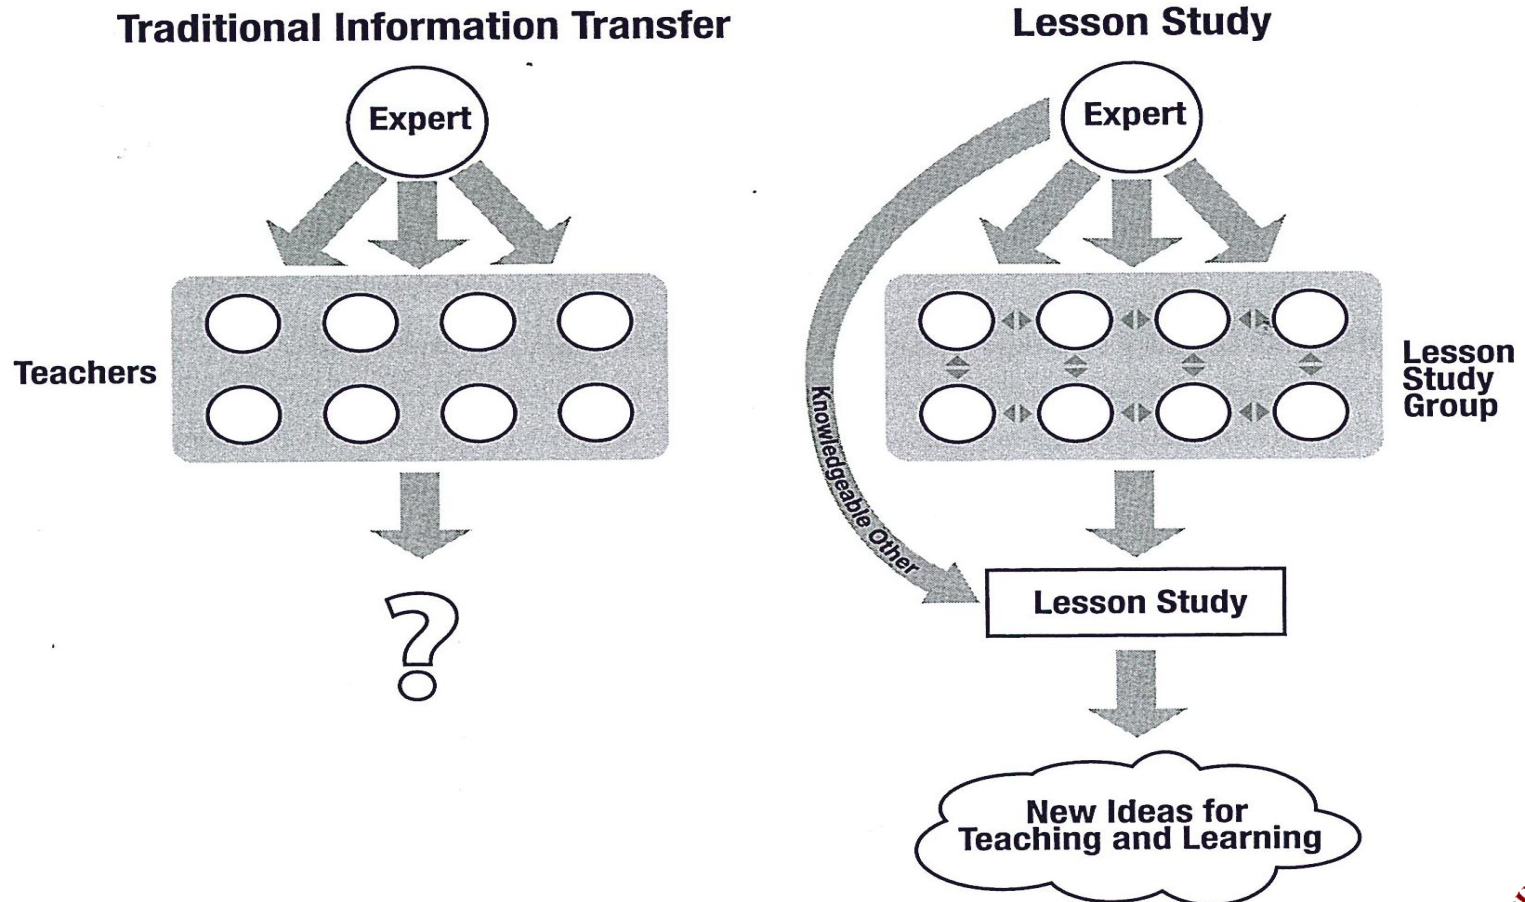 Traditional Information Transfer
Expert
Teachers
?
Lesson Study
Expert
Knowledgeable Other
Lesson
Study
Group
Lesson Study
New Ideas for
Teaching and Learning